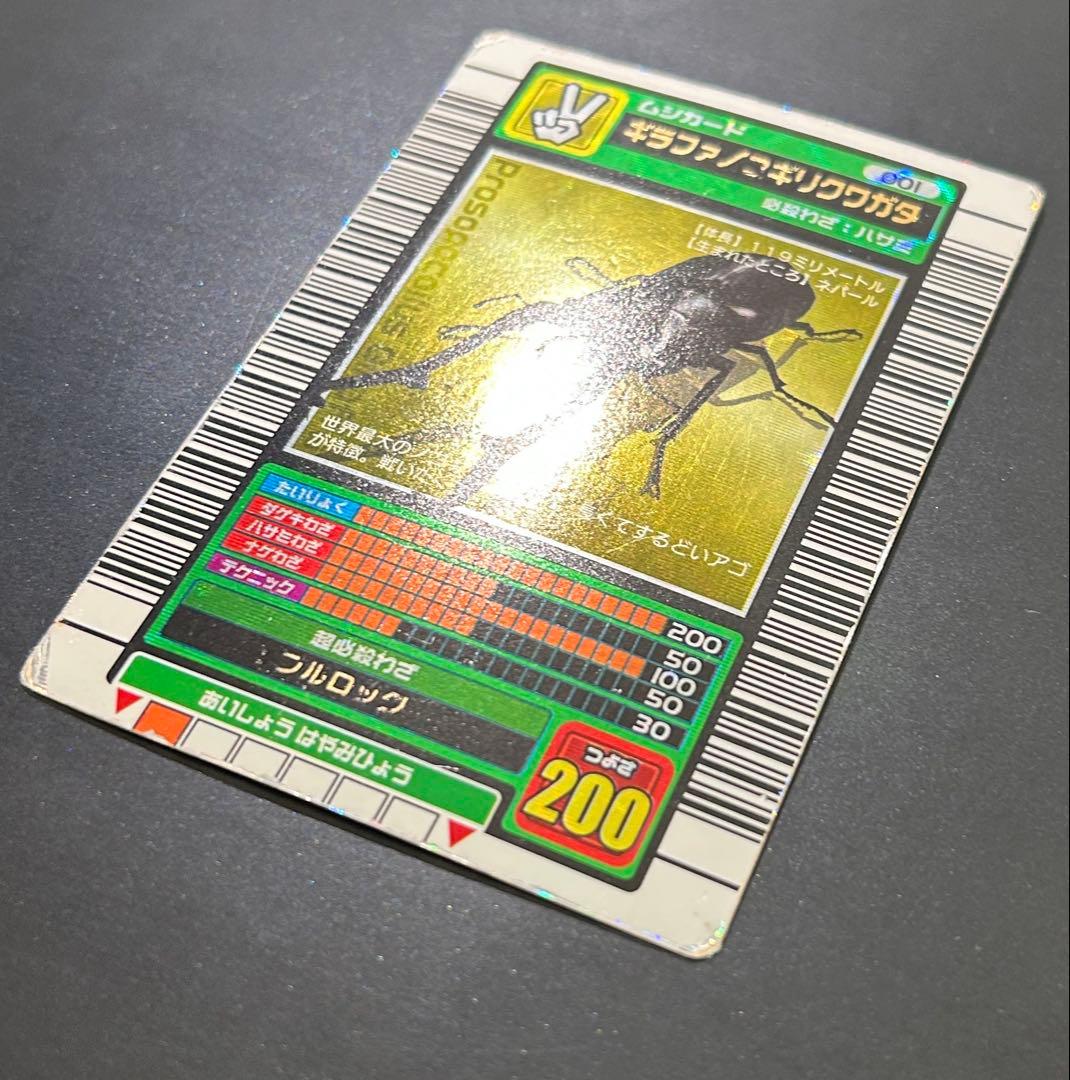 ムシカード
ギラファノコギリクワガタ
001
必殺わざ：ハサミ
Prosopocoilus G
【体長】119ミリメートル
【生まれたところ】ネパール
世界最大の
が特徴。戦い
長くてするどいアゴ
たいりょく 200
ダゲキわざ 50
ハサミわざ 100
ナゲわざ 50
テクニック 30
超必殺わざ
フルロック
つよさ
200
あいしょうはやみひょう